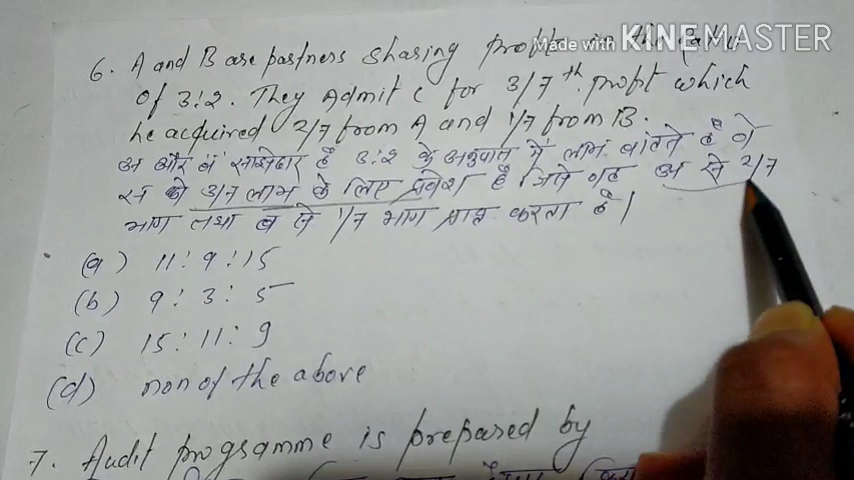 Made with KINEMASTER
6. A and B are partners sharing profit in the Ratio
of 3:2. They Admit C for 3/7th profit which
he acquired 2/7 from A and 1/7 from B.
अ और ब साझेदार है 3:2 के अनुपात में लाभ बांटते है वे
स को 3/7 लाभ के लिए प्रवेश है जिसे वह अ से 2/7
भाग तथा ब से 1/7 भाग प्राप्त करता है।
(a) 11:9:15
(b) 9:3:5
(c) 15:11:9
(d) non of the above
7. Audit programme is prepared by